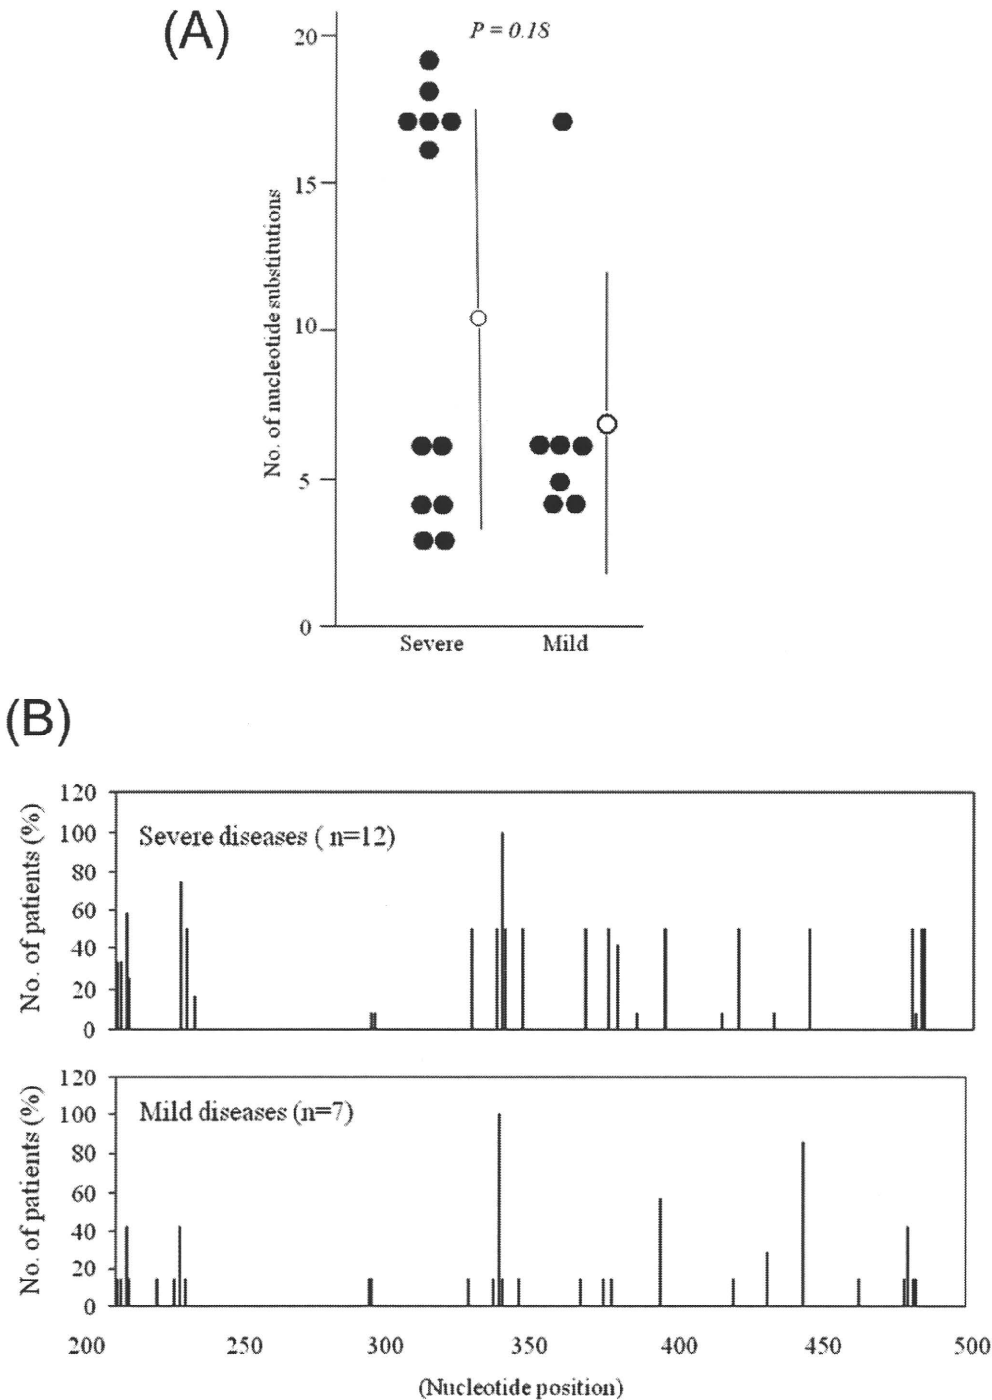 (A)
P = 0.18
20
15
10
5
0
No. of nucleotide substitutions
Severe Mild
(B)
120
100
80
60
40
20
0
No. of patients (%)
Severe diseases ( n=12)
120
100
80
60
40
20
0
No. of patients (%)
Mild diseases (n=7)
200 250 300 350 400 450 500
(Nucleotide position)